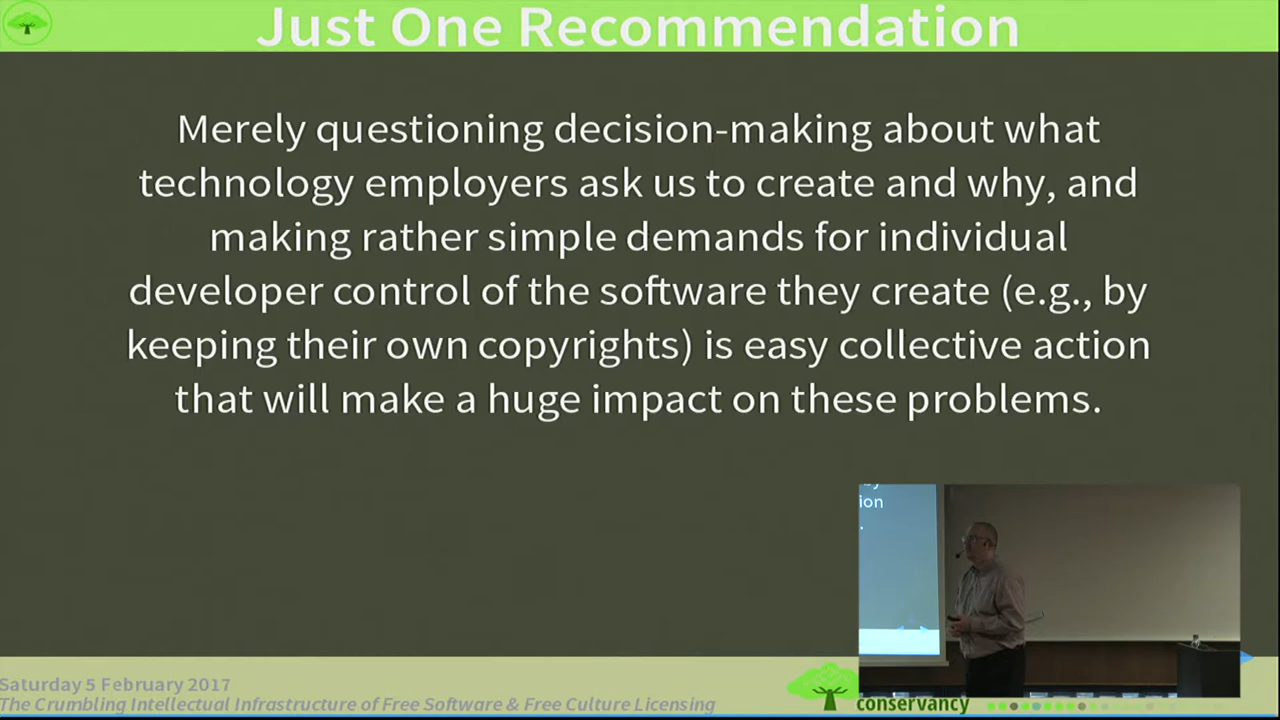 Just One Recommendation
Merely questioning decision-making about what
technology employers ask us to create and why, and
making rather simple demands for individual
developer control of the software they create (e.g., by
keeping their own copyrights) is easy collective action
that will make a huge impact on these problems.
ion
.
Saturday 5 February 2017
The Crumbling Intellectual Infrastructure of Free Software & Free Culture Licensing
conservancy